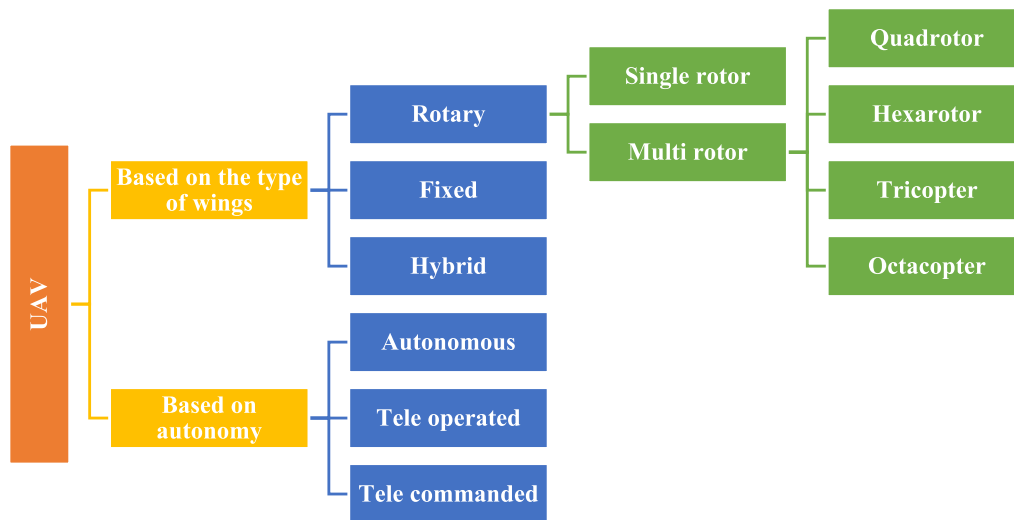 UAV
Based on the type
of wings
Based on
autonomy
Rotary
Fixed
Hybrid
Autonomous
Tele operated
Tele commanded
Single rotor
Multi rotor
Quadrotor
Hexarotor
Tricopter
Octacopter